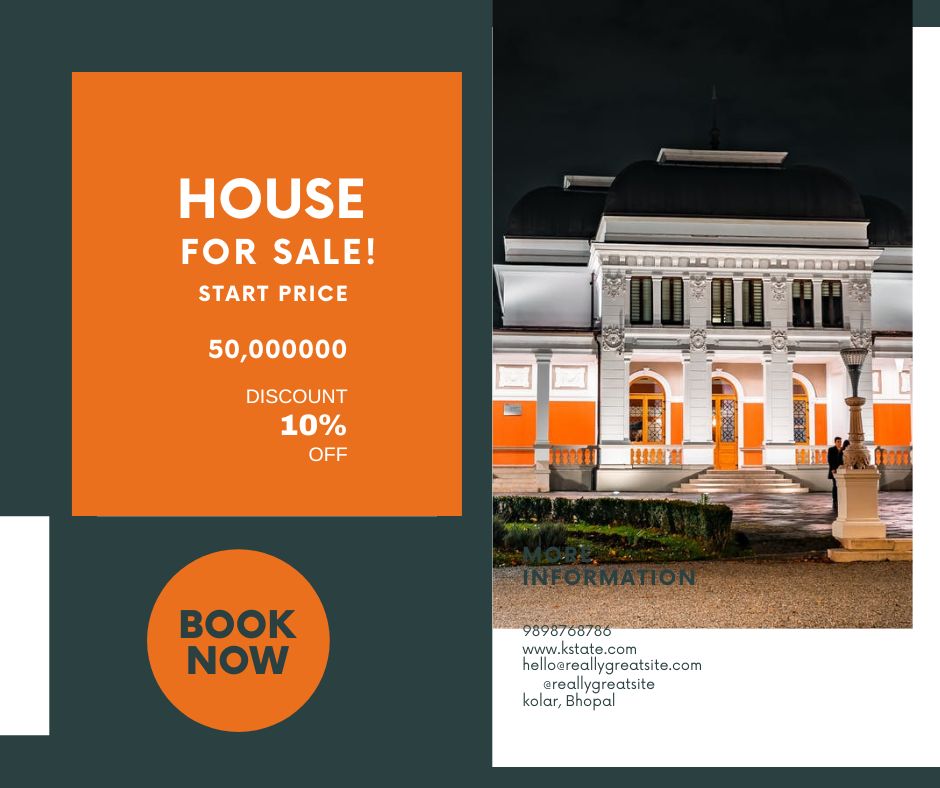 HOUSE
FOR SALE!
START PRICE
50,000000
DISCOUNT
10%
OFF
BOOK
NOW
MORE
INFORMATION
9898768786
www.kstate.com
hello@reallygreatsite.com
@reallygreatsite
kolar, Bhopal